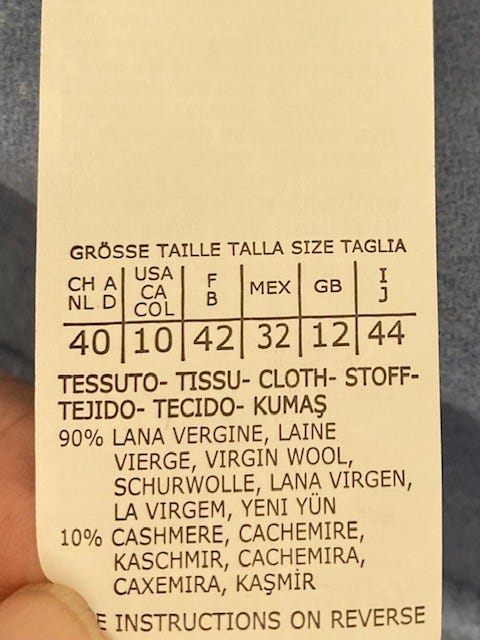 GRÖSSE TAILLE TALLA SIZE TAGLIA
CH A NL D | USA CA COL | F B | MEX | GB | I J
40 | 10 | 42 | 32 | 12 | 44
TESSUTO- TISSU- CLOTH- STOFF-
TEJIDO- TECIDO- KUMAŞ
90% LANA VERGINE, LAINE
VIERGE, VIRGIN WOOL,
SCHURWOLLE, LANA VIRGEN,
LA VIRGEM, YENI YÜN
10% CASHMERE, CACHEMIRE,
KASCHMIR, CACHEMIRA,
CAXEMIRA, KAŞMİR
INSTRUCTIONS ON REVERSE